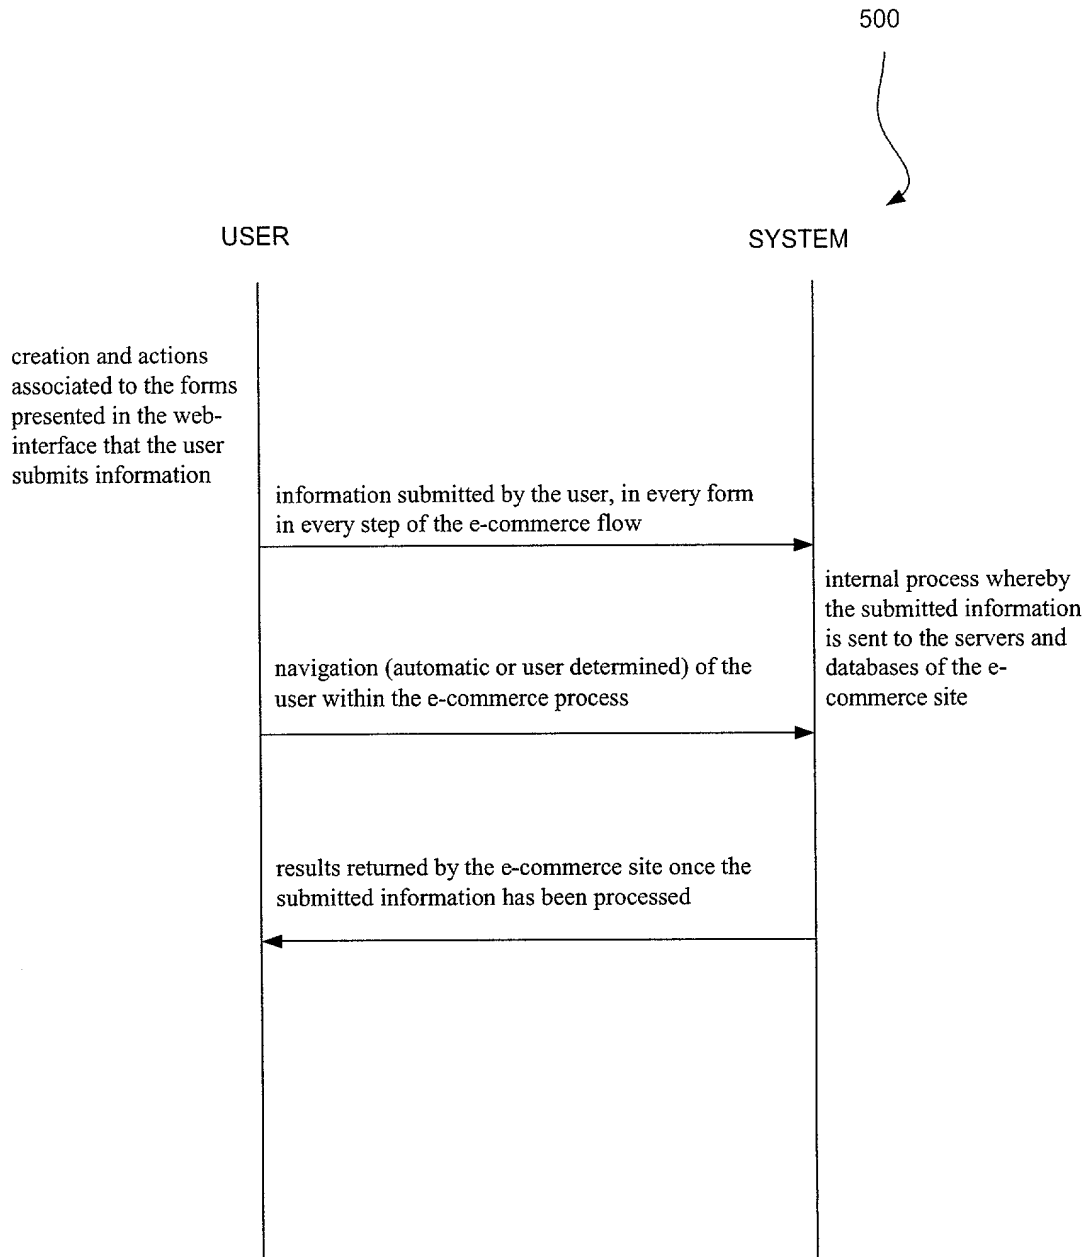 500
USER
SYSTEM
creation and actions
associated to the forms
presented in the web-
interface that the user
submits information
information submitted by the user, in every form
in every step of the e-commerce flow
internal process whereby
the submitted information
is sent to the servers and
databases of the e-
commerce site
navigation (automatic or user determined) of the
user within the e-commerce process
results returned by the e-commerce site once the
submitted information has been processed